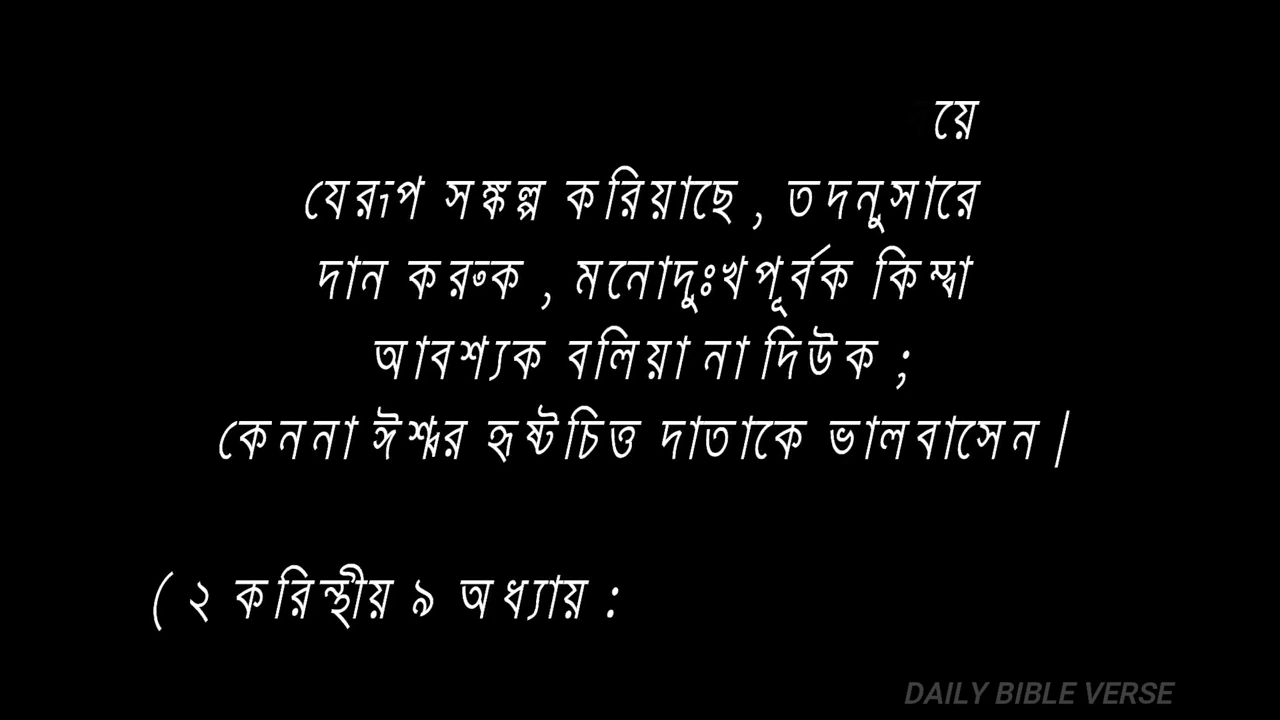 য়ে
যেরূপ সঙ্কল্প করিয়াছে , তদনুসারে
দান করুক , মনোদুঃখপূর্বক কিম্বা
আবশ্যক বলিয়া না দিউক ;
কেননা ঈশ্বর হৃষ্টচিত্ত দাতাকে ভালবাসেন |
( ২ করিন্থীয় ৯ অধ্যায় :
DAILY BIBLE VERSE